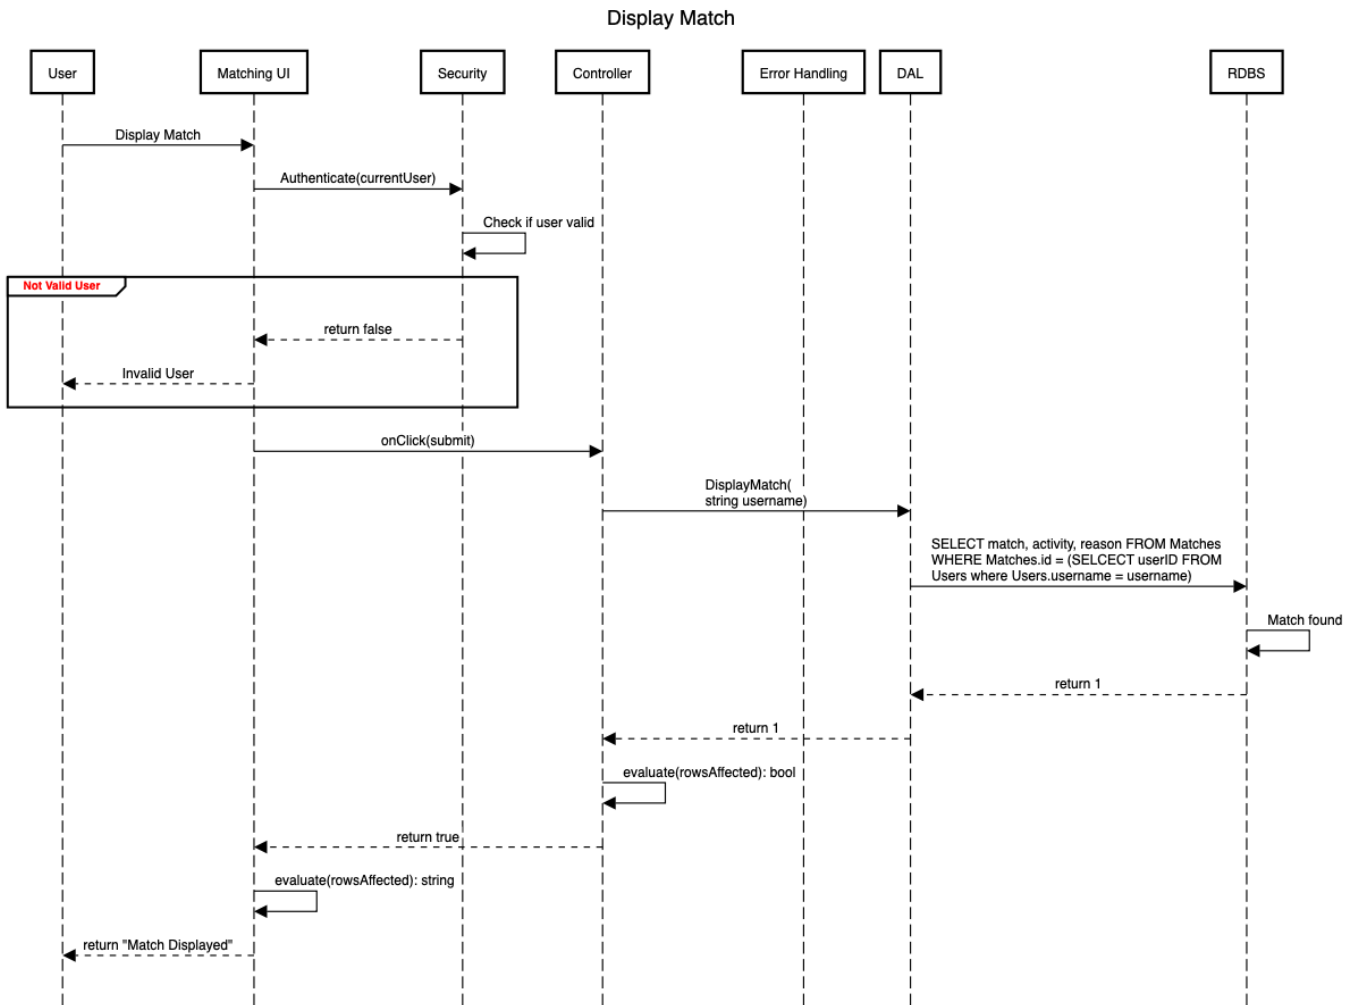 Display Match
User
Matching UI
Security
Controller
Error Handling
DAL
RDBS
Display Match
Authenticate(currentUser)
Check if user valid
Not Valid User
return false
Invalid User
onClick(submit)
DisplayMatch(
string username)
SELECT match, activity, reason FROM Matches
WHERE Matches.id = (SELCECT userID FROM
Users where Users.username = username)
Match found
return 1
return 1
evaluate(rowsAffected): bool
return true
evaluate(rowsAffected): string
return "Match Displayed"